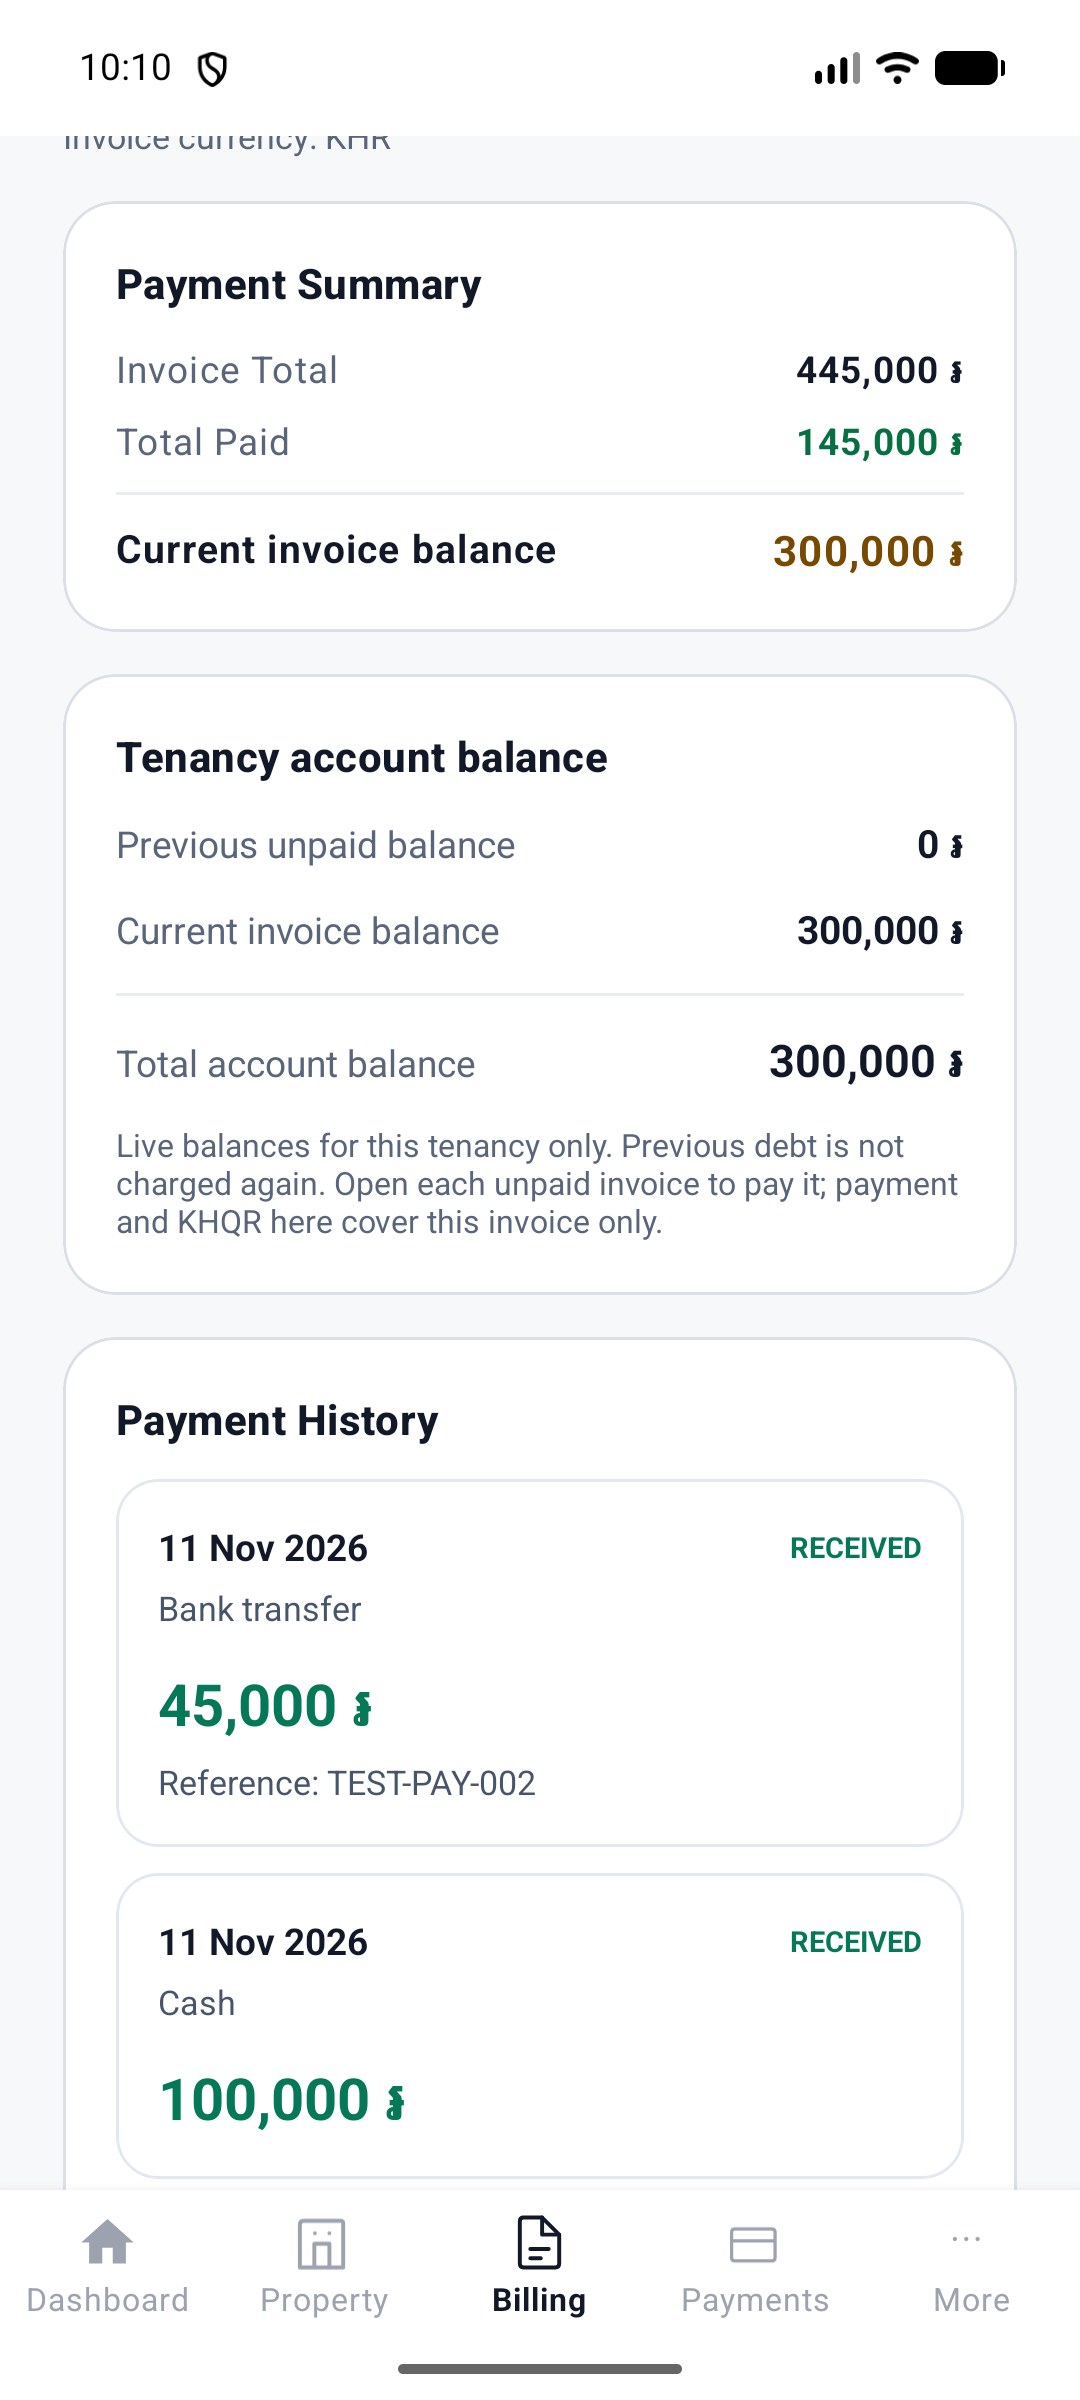 10:10
Invoice currency: KHR
Payment Summary
Invoice Total 445,000 ៛
Total Paid 145,000 ៛
Current invoice balance 300,000 ៛
Tenancy account balance
Previous unpaid balance 0 ៛
Current invoice balance 300,000 ៛
Total account balance 300,000 ៛
Live balances for this tenancy only. Previous debt is not
charged again. Open each unpaid invoice to pay it; payment
and KHQR here cover this invoice only.
Payment History
11 Nov 2026 RECEIVED
Bank transfer
45,000 ៛
Reference: TEST-PAY-002
11 Nov 2026 RECEIVED
Cash
100,000 ៛
Dashboard Property Billing Payments More